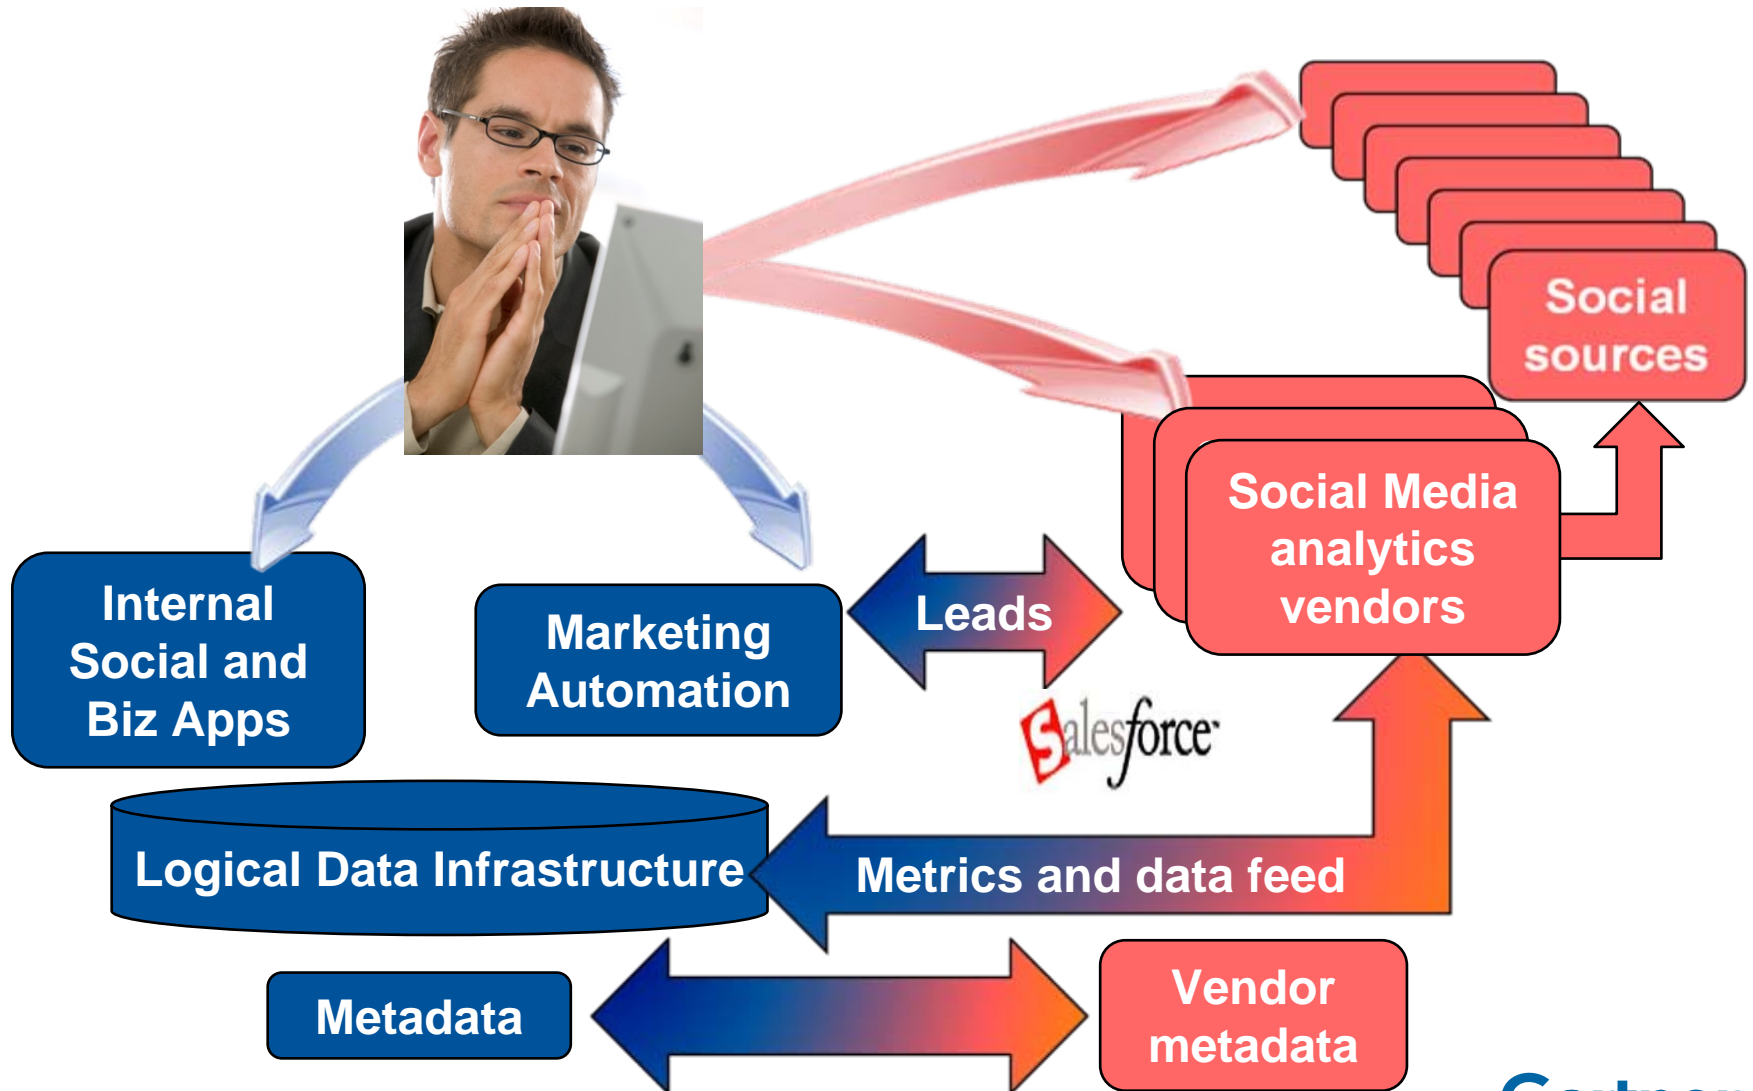 Social
sources
Social Media
analytics
vendors
Internal
Social and
Biz Apps
Marketing
Automation
Leads
salesforce
Logical Data Infrastructure
Metrics and data feed
Metadata
Vendor
metadata